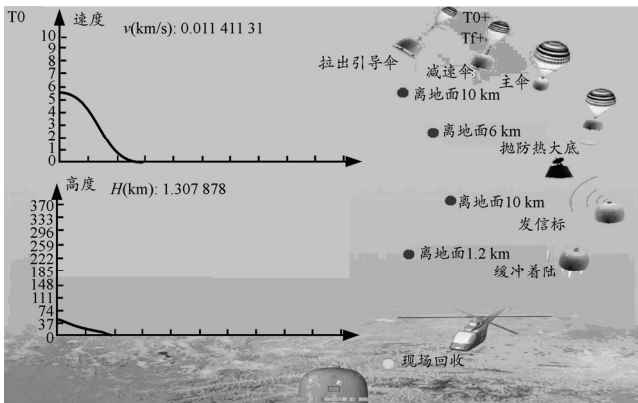 T0
速度
v(km/s): 0.011 411 31
10
9
8
7
6
5
4
3
2
1
0
高度
H(km): 1.307 878
370
333
296
259
222
185
148
111
74
37
0
T0+
Tf+
拉出引导伞
减速伞
主伞
离地面10 km
离地面6 km
抛防热大底
离地面10 km
发信标
离地面1.2 km
缓冲着陆
现场回收